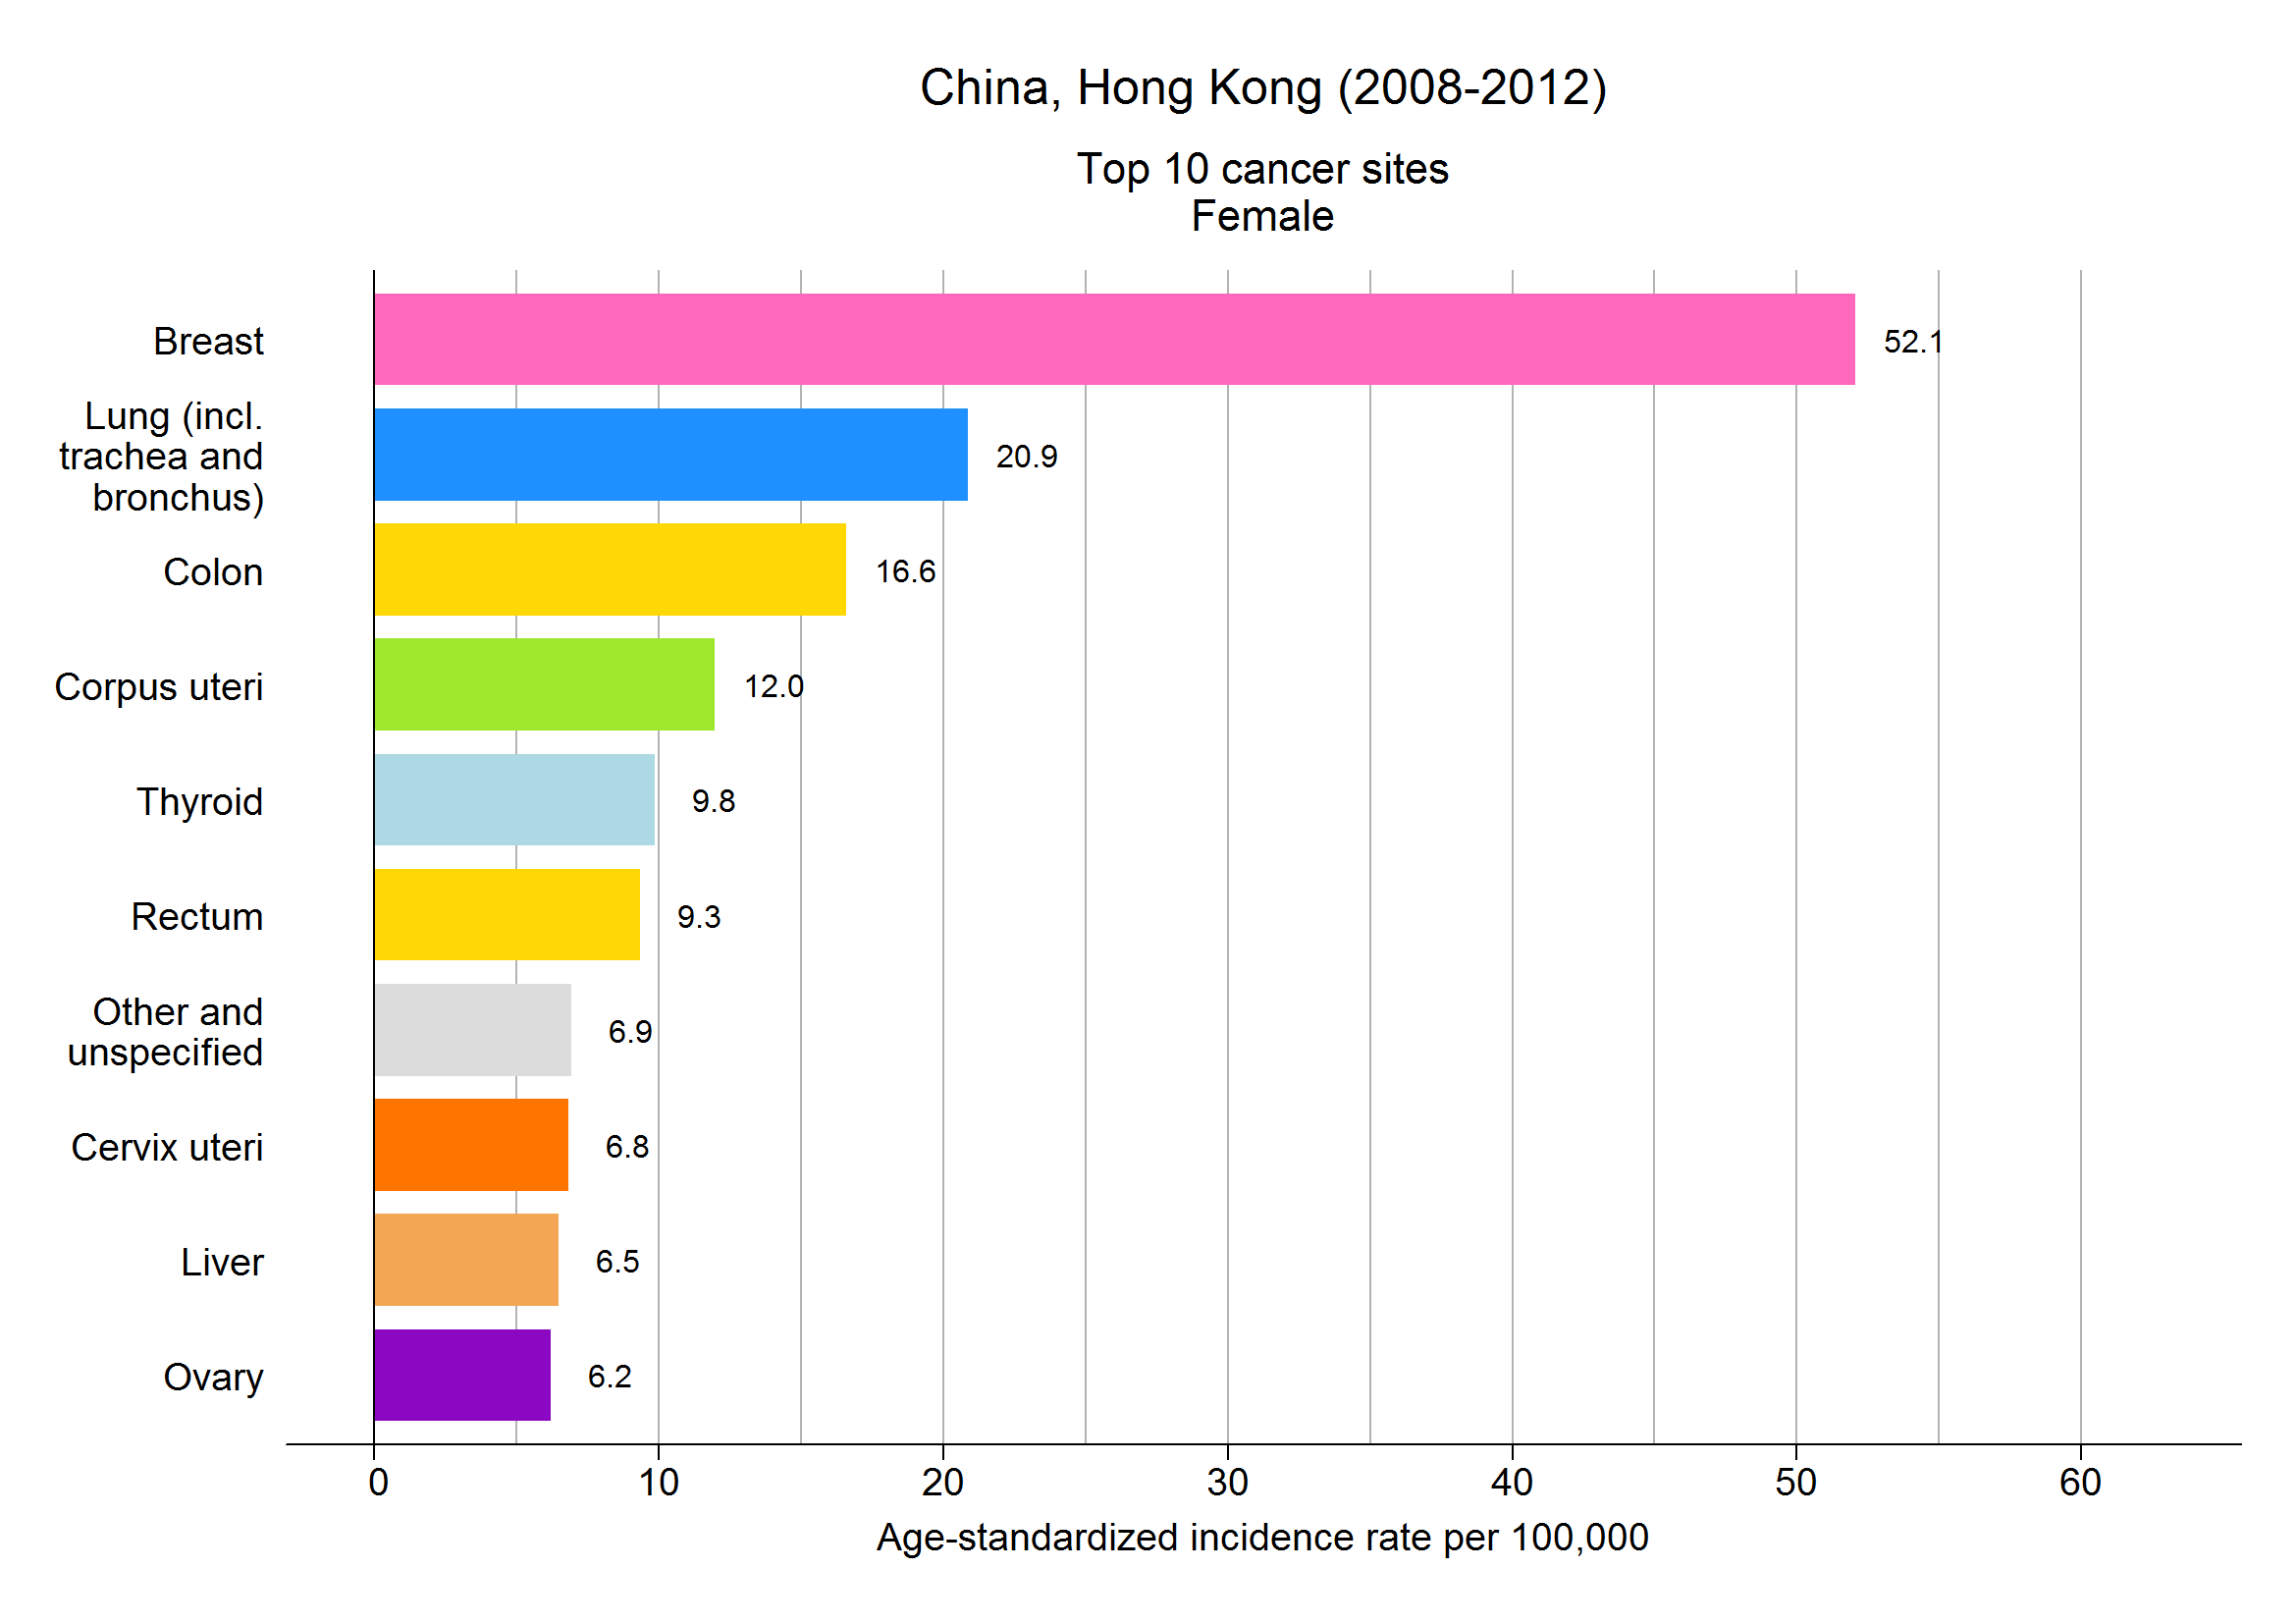 China, Hong Kong (2008-2012)
Top 10 cancer sites
Female
Breast
52.1
Lung (incl.
trachea and
bronchus)
20.9
Colon
16.6
Corpus uteri
12.0
Thyroid
9.8
Rectum
9.3
Other and
unspecified
6.9
Cervix uteri
6.8
Liver
6.5
Ovary
6.2
0 10 20 30 40 50 60
Age-standardized incidence rate per 100,000